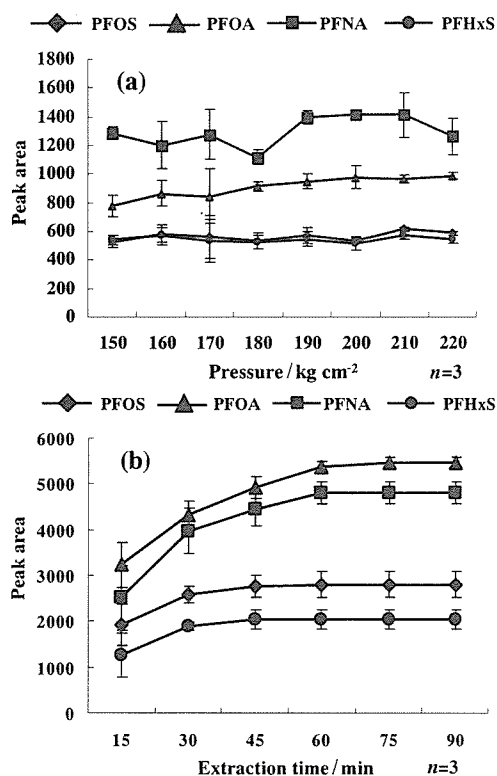 PFOS PFOA PFNA PFHxS
(a)
Peak area
1800
1600
1400
1200
1000
800
600
400
200
0
150 160 170 180 190 200 210 220
Pressure / kg cm-2 n=3
PFOS PFOA PFNA PFHxS
(b)
Peak area
6000
5000
4000
3000
2000
1000
0
15 30 45 60 75 90
Extraction time / min n=3